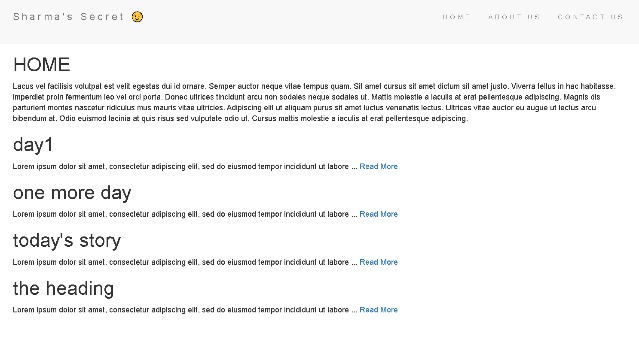 Sharma's Secret 😉
HOME ABOUT US CONTACT US
HOME
Lacus vel facilisis volutpat est velit egestas dui id ornare. Semper auctor neque vitae tempus quam. Sit amet cursus sit amet dictum sit amet justo. Viverra tellus in hac habitasse.
Imperdiet proin fermentum leo vel orci porta. Donec ultrices tincidunt arcu non sodales neque sodales ut. Mattis molestie a iaculis at erat pellentesque adipiscing. Magnis dis
parturient montes nascetur ridiculus mus mauris vitae ultricies. Adipiscing elit ut aliquam purus sit amet luctus venenatis lectus. Ultrices vitae auctor eu augue ut lectus arcu
bibendum at. Odio euismod lacinia at quis risus sed vulputate odio ut. Cursus mattis molestie a iaculis at erat pellentesque adipiscing.
day1
Lorem ipsum dolor sit amet, consectetur adipiscing elit, sed do eiusmod tempor incididunt ut labore ... Read More
one more day
Lorem ipsum dolor sit amet, consectetur adipiscing elit, sed do eiusmod tempor incididunt ut labore ... Read More
today's story
Lorem ipsum dolor sit amet, consectetur adipiscing elit, sed do eiusmod tempor incididunt ut labore ... Read More
the heading
Lorem ipsum dolor sit amet, consectetur adipiscing elit, sed do eiusmod tempor incididunt ut labore ... Read More